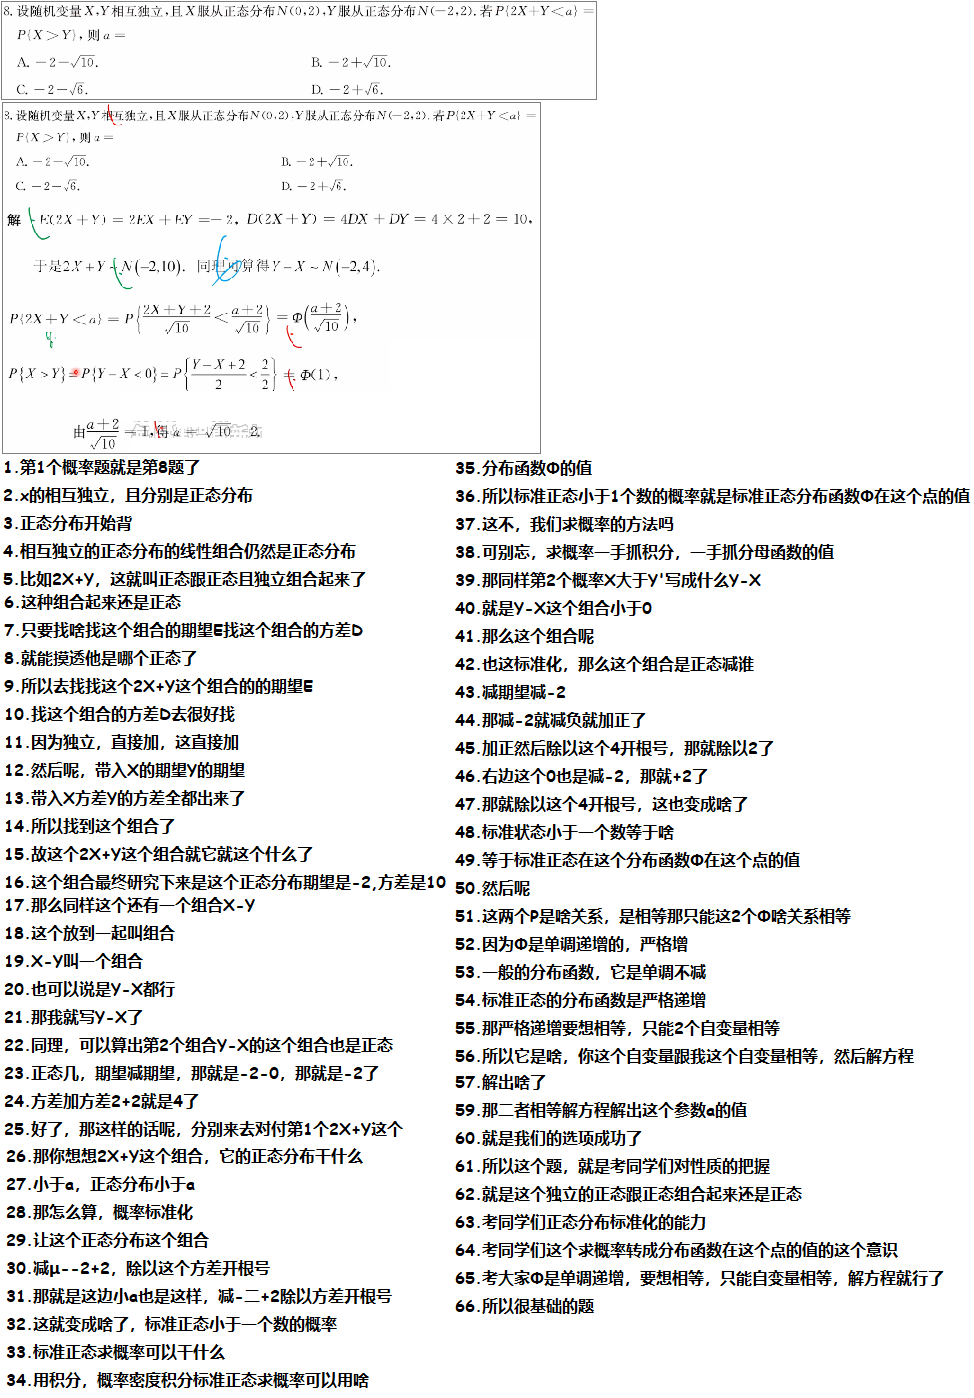 8. 设随机变量X,Y相互独立,且X服从正态分布N(0,2),Y服从正态分布N(-2,2).若P{2X+Y<a}=
P{X>Y},则a=
A. -2-√10.
B. -2+√10.
C. -2-√6.
D. -2+√6.
8. 设随机变量X,Y相互独立,且X服从正态分布N(0,2),Y服从正态分布N(-2,2).若P{2X+Y<a}=
P{X>Y},则a=
A. -2-√10.
B. -2+√10.
C. -2-√6.
D. -2+√6.
解 E(2X+Y)=2EX+EY=-2, D(2X+Y)=4DX+DY=4×2+2=10,
于是2X+Y~N(-2,10). 同理可算得Y-X~N(-2,4).
P{2X+Y<a}=P{(2X+Y+2)/√10<(a+2)/√10}=Φ((a+2)/√10),
P{X>Y}=P{Y-X<0}=P{(Y-X+2)/2<2/2}=Φ(1),
由(a+2)/√10=1,得a=√10-2.
1.第1个概率题就是第8题了
2.x的相互独立，且分别是正态分布
3.正态分布开始背
4.相互独立的正态分布的线性组合仍然是正态分布
5.比如2X+y，这就叫正态跟正态且独立组合起来了
6.这种组合起来还是正态
7.只要找啥找这个组合的期望E找这个组合的方差D
8.就能摸透他是哪个正态了
9.所以去找找这个2X+y这个组合的的期望E
10.找这个组合的方差D去很好找
11.因为独立，直接加，这直接加
12.然后呢，带入X的期望y的期望
13.带入X方差y的方差全都出来了
14.所以找到这个组合了
15.故这个2X+y这个组合就它就这个什么了
16.这个组合最终研究下来是这个正态分布期望是-2,方差是10
17.那么同样这个还有一个组合X-y
18.这个放到一起叫组合
19.X-y叫一个组合
20.也可以说是y-X都行
21.那我就写y-X了
22.同理，可以算出第2个组合y-X的这个组合也是正态
23.正态几，期望减期望，那就是-2-0，那就是-2了
24.方差加方差2+2就是4了
25.好了，那这样的话呢，分别来去对付第1个2X+y这个
26.那你想想2X+y这个组合，它的正态分布干什么
27.小于a，正态分布小于a
28.那怎么算，概率标准化
29.让这个正态分布这个组合
30.减μ--2+2，除以这个方差开根号
31.那就是这边小a也是这样，减-二+2除以方差开根号
32.这就变成啥了，标准正态小于一个数的概率
33.标准正态求概率可以干什么
34.用积分，概率密度积分标准正态求概率可以用啥
35.分布函数Φ的值
36.所以标准正态小于1个数的概率就是标准正态分布函数Φ在这个点的值
37.这不，我们求概率的方法吗
38.可别忘，求概率一手抓积分，一手抓分母函数的值
39.那同样第2个概率X大于y'写成什么y-X
40.就是y-X这个组合小于0
41.那么这个组合呢
42.也这标准化，那么这个组合是正态减谁
43.减期望减-2
44.那减-2就减负就加正了
45.加正然后除以这个4开根号，那就除以2了
46.右边这个0也是减-2，那就+2了
47.那就除以这个4开根号，这也变成啥了
48.标准状态小于一个数等于啥
49.等于标准正态在这个分布函数Φ在这个点的值
50.然后呢
51.这两个P是啥关系，是相等那只能这2个Φ啥关系相等
52.因为Φ是单调递增的，严格增
53.一般的分布函数，它是单调不减
54.标准正态的分布函数是严格递增
55.那严格递增要想相等，只能2个自变量相等
56.所以它是啥，你这个自变量跟我这个自变量相等，然后解方程
57.解出啥了
59.那二者相等解方程解出这个参数a的值
60.就是我们的选项成功了
61.所以这个题，就是考同学们对性质的把握
62.就是这个独立的正态跟正态组合起来还是正态
63.考同学们正态分布标准化的能力
64.考同学们这个求概率转成分布函数在这个点的值的这个意识
65.考大家Φ是单调递增，要想相等，只能自变量相等，解方程就行了
66.所以很基础的题